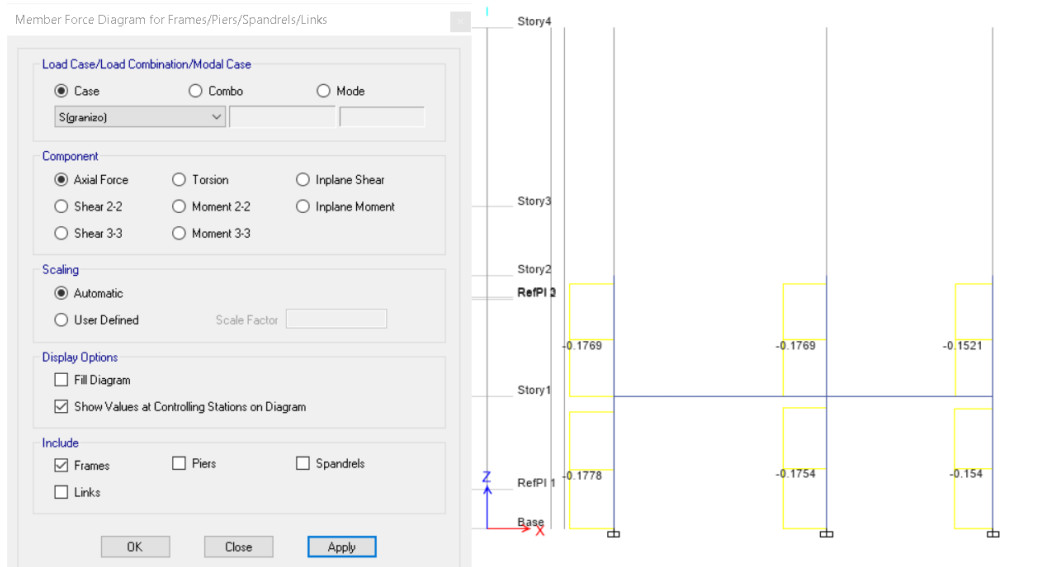 Member Force Diagram for Frames/Piers/Spandrels/Links
Load Case/Load Combination/Modal Case
Case Combo Mode
S(granizo)
Component
Axial Force Torsion Inplane Shear
Shear 2-2 Moment 2-2 Inplane Moment
Shear 3-3 Moment 3-3
Scaling
Automatic
User Defined Scale Factor
Display Options
Fill Diagram
Show Values at Controlling Stations on Diagram
Include
Frames Piers Spandrels
Links
OK Close Apply
Story4
Story3
Story2
-0.1769 -0.1769 -0.1521
Story1
-0.1778 -0.1754 -0.154
Z
RefPl 1
Base
X